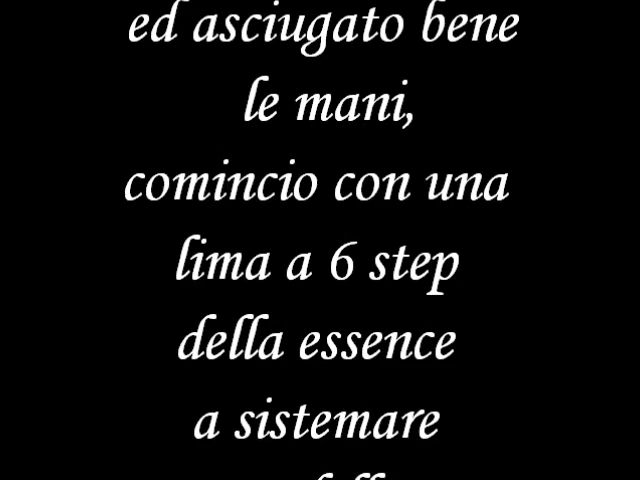 ed asciugato bene
le mani,
comincio con una
lima a 6 step
della essence
a sistemare